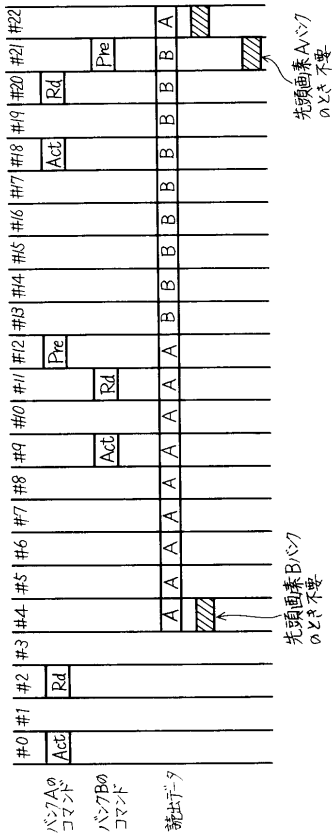 #0 #1 #2 #3 #4 #5 #6 #7 #8 #9 #10 #11 #12 #13 #14 #15 #16 #17 #18 #19 #20 #21 #22
バンクAの
コマンド
Act Rd Pre Act Rd
バンクBの
コマンド
Act Rd Pre
読出データ
A A A A A A A A A B B B B B B B B B A
先頭画素Bバンク
のとき不要
先頭画素Aバンク
のとき不要